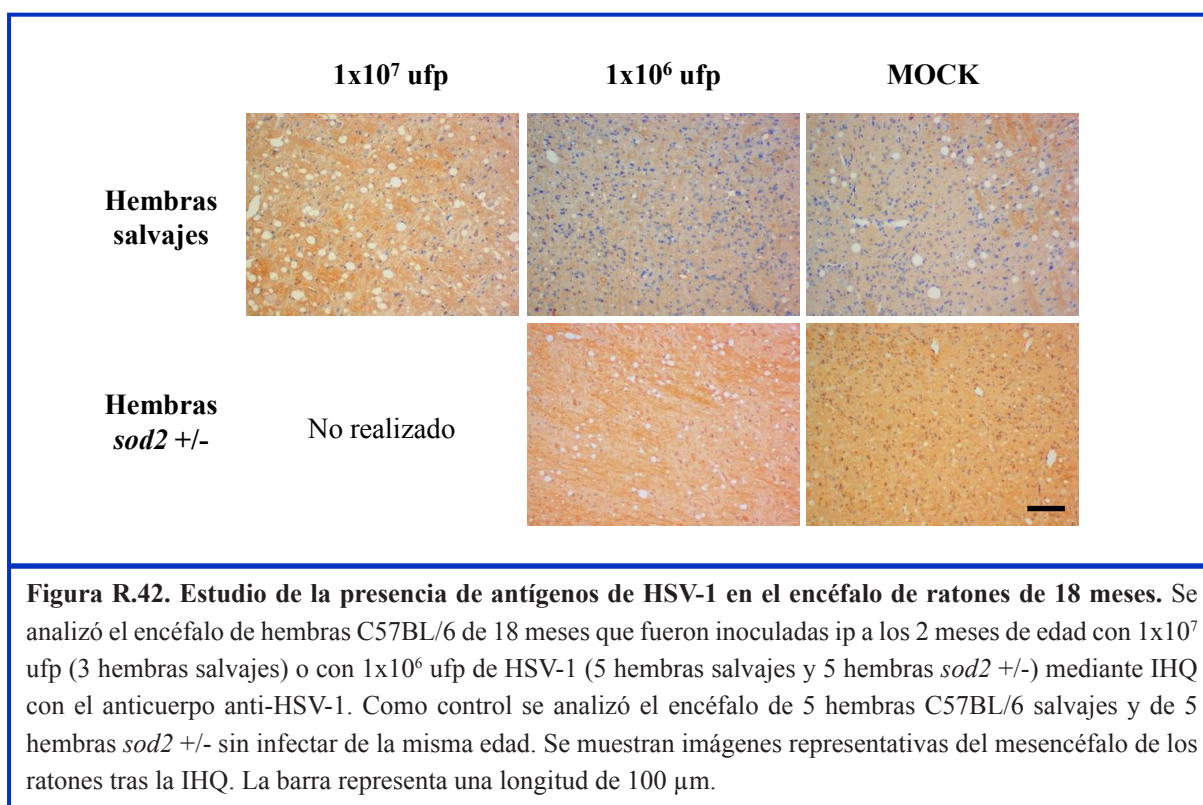 1x10⁷ ufp
1x10⁶ ufp
MOCK
Hembras
salvajes
Hembras
sod2 +/-
No realizado
Figura R.42. Estudio de la presencia de antígenos de HSV-1 en el encéfalo de ratones de 18 meses. Se
analizó el encéfalo de hembras C57BL/6 de 18 meses que fueron inoculadas ip a los 2 meses de edad con 1x10⁷
ufp (3 hembras salvajes) o con 1x10⁶ ufp de HSV-1 (5 hembras salvajes y 5 hembras sod2 +/-) mediante IHQ
con el anticuerpo anti-HSV-1. Como control se analizó el encéfalo de 5 hembras C57BL/6 salvajes y de 5
hembras sod2 +/- sin infectar de la misma edad. Se muestran imágenes representativas del mesencéfalo de los
ratones tras la IHQ. La barra representa una longitud de 100 µm.